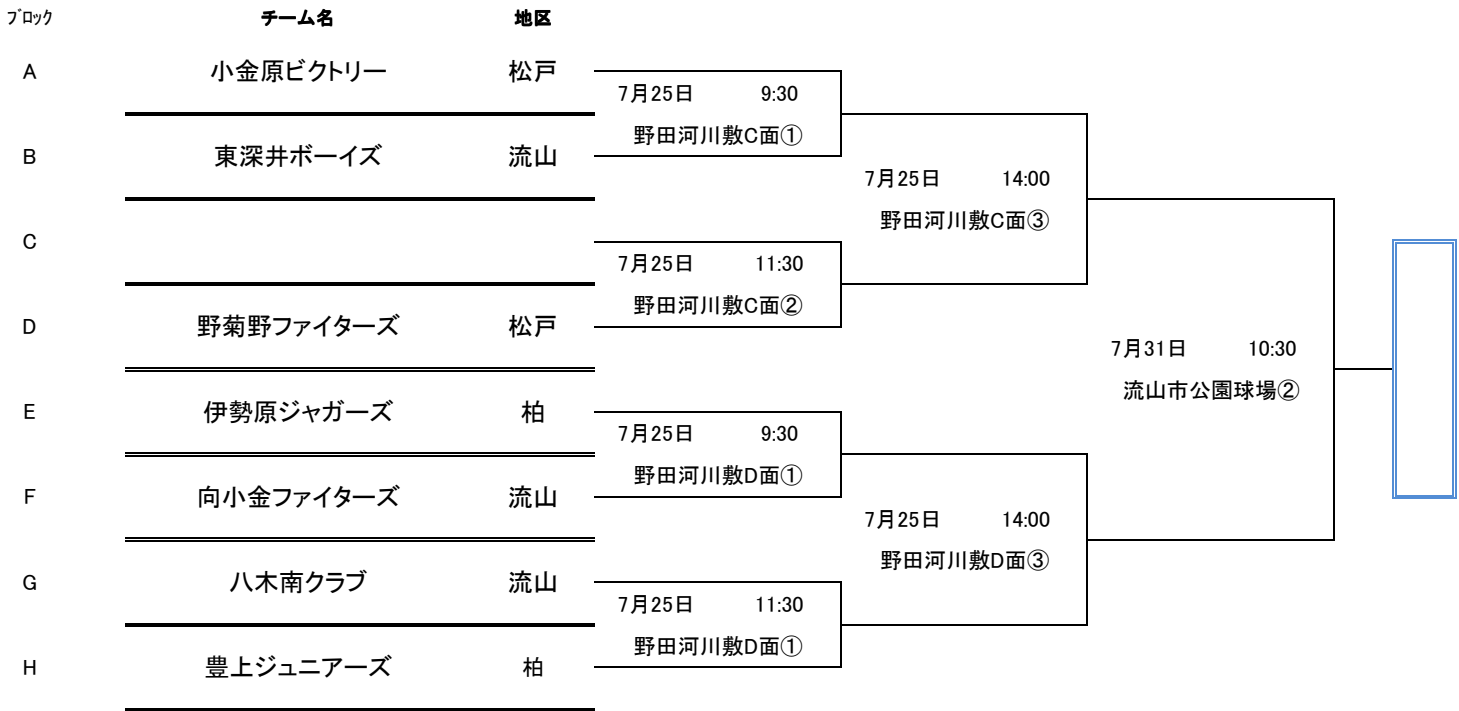 ﾌﾞﾛｯｸ チーム名 地区
A 小金原ビクトリー 松戸
7月25日 9:30
野田河川敷C面①
B 東深井ボーイズ 流山
7月25日 14:00
野田河川敷C面③
C
7月25日 11:30
野田河川敷C面②
D 野菊野ファイターズ 松戸
7月31日 10:30
流山市公園球場②
E 伊勢原ジャガーズ 柏
7月25日 9:30
野田河川敷D面①
F 向小金ファイターズ 流山
7月25日 14:00
野田河川敷D面③
G 八木南クラブ 流山
7月25日 11:30
野田河川敷D面①
H 豊上ジュニアーズ 柏